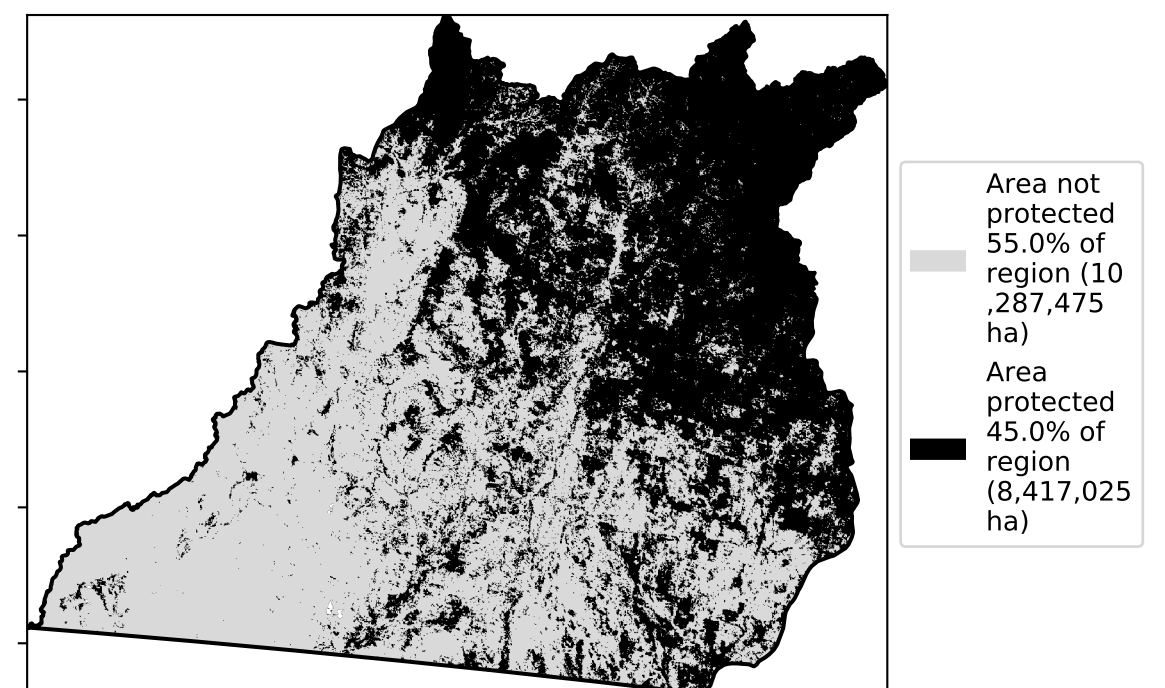 Area not
protected
55.0% of
region (10
,287,475
ha)
Area
protected
45.0% of
region
(8,417,025
ha)